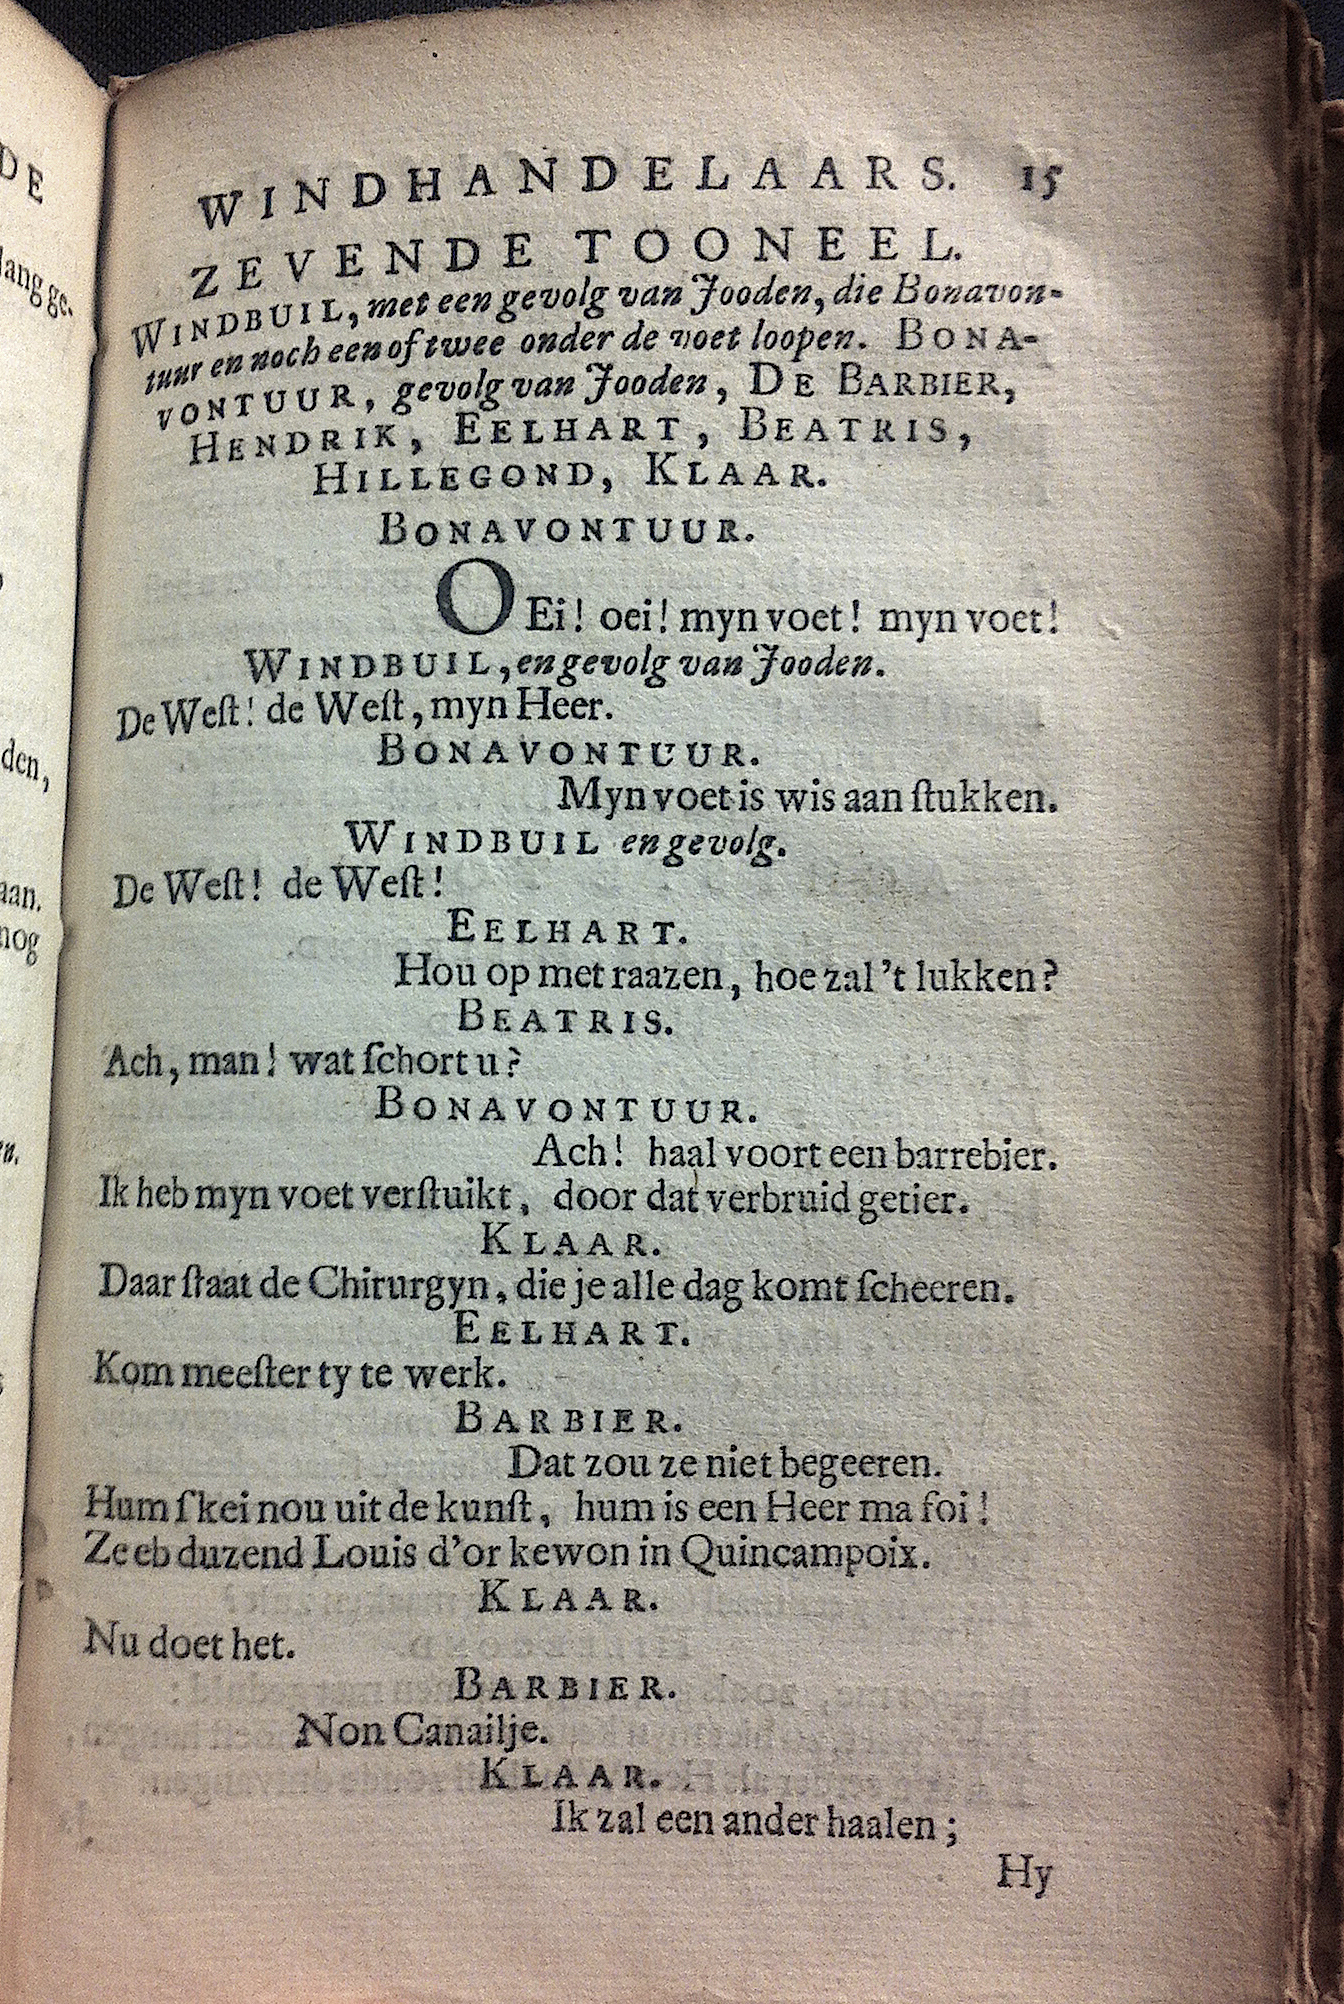 DE
lang ge.
den,
aan.
nog
n.
WINDHANDELAARS. 15
ZEVENDE TOONEEL.
WINDBUIL, met een gevolg van Jooden, die Bonavon-
tuur en noch een of twee onder de voet loopen. BONA-
VONTUUR, gevolg van Jooden, DE BARBIER,
HENDRIK, EELHART, BEATRIS,
HILLEGOND, KLAAR.
BONAVONTUUR.
OEi! oei! myn voet! myn voet!
WINDBUIL, en gevolg van Jooden.
De Weſt! de Weſt, myn Heer.
BONAVONTUUR.
Myn voet is wis aan ſtukken.
WINDBUIL en gevolg.
De Weſt! de Weſt!
EELHART.
Hou op met raazen, hoe zal 't lukken?
BEATRIS.
Ach, man! wat ſchort u?
BONAVONTUUR.
Ach! haal voort een barrebier.
Ik heb myn voet verſtuikt, door dat verbruid getier.
KLAAR.
Daar ſtaat de Chirurgyn, die je alle dag komt ſcheeren.
EELHART.
Kom meeſter ty te werk.
BARBIER.
Dat zou ze niet begeeren.
Hum ſkei nou uit de kunſt, hum is een Heer ma foi!
Ze eb duzend Louis d'or kewon in Quincampoix.
KLAAR.
Nu doet het.
BARBIER.
Non Canailje.
KLAAR.
Ik zal een ander haalen;
Hy